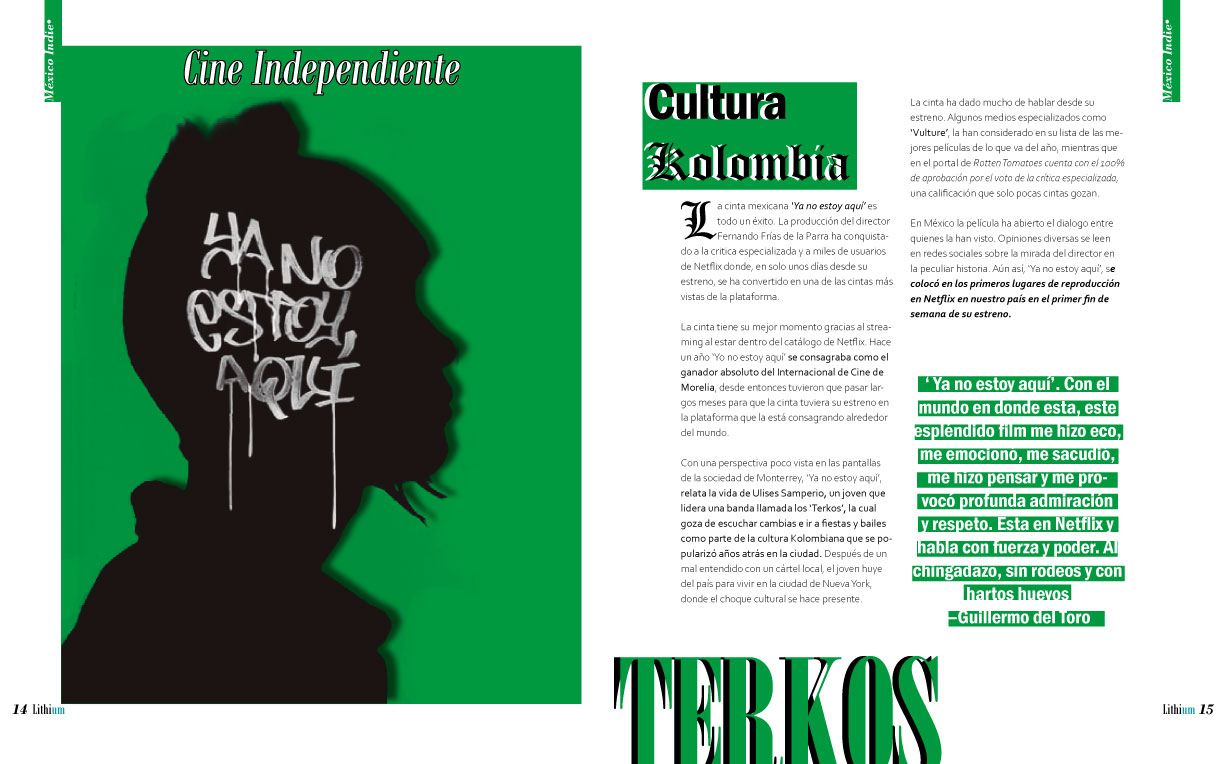 México Indie•
Cine Independiente
YA NO
ESTOY,
AQUI
14 Lithium
Cultura
Kolombia
La cinta mexicana 'Ya no estoy aquí' es
todo un éxito. La producción del director
Fernando Frías de la Parra ha conquista-
do a la critica especializada y a miles de usuarios
de Netflix donde, en solo unos días desde su
estreno, se ha convertido en una de las cintas más
vistas de la plataforma.
La cinta tiene su mejor momento gracias al strea-
ming al estar dentro del catálogo de Netflix. Hace
un año 'Yo no estoy aquí' se consagraba como el
ganador absoluto del Internacional de Cine de
Morelia, desde entonces tuvieron que pasar lar-
gos meses para que la cinta tuviera su estreno en
la plataforma que la está consagrando alrededor
del mundo.
Con una perspectiva poco vista en las pantallas
de la sociedad de Monterrey, 'Ya no estoy aquí',
relata la vida de Ulises Samperio, un joven que
lidera una banda llamada los 'Terkos', la cual
goza de escuchar cambias e ir a fiestas y bailes
como parte de la cultura Kolombiana que se po-
pularizó años atrás en la ciudad. Después de un
mal entendido con un cártel local, el joven huye
del país para vivir en la ciudad de Nueva York,
donde el choque cultural se hace presente.
La cinta ha dado mucho de hablar desde su
estreno. Algunos medios especializados como
'Vulture', la han considerado en su lista de las me-
jores películas de lo que va del año, mientras que
en el portal de Rotten Tomatoes cuenta con el 100%
de aprobación por el voto de la crítica especializada,
una calificación que solo pocas cintas gozan.
En México la película ha abierto el dialogo entre
quienes la han visto. Opiniones diversas se leen
en redes sociales sobre la mirada del director en
la peculiar historia. Aún así, 'Ya no estoy aquí', se
colocó en los primeros lugares de reproducción
en Netflix en nuestro país en el primer fin de
semana de su estreno.
' Ya no estoy aquí'. Con el
mundo en donde esta, este
esplendido film me hizo eco,
me emociono, me sacudio,
me hizo pensar y me pro-
vocó profunda admiración
y respeto. Esta en Netflix y
habla con fuerza y poder. Al
chingadazo, sin rodeos y con
hartos huevos
–Guillermo del Toro
TERKOS
México Indie•
Lithium 15